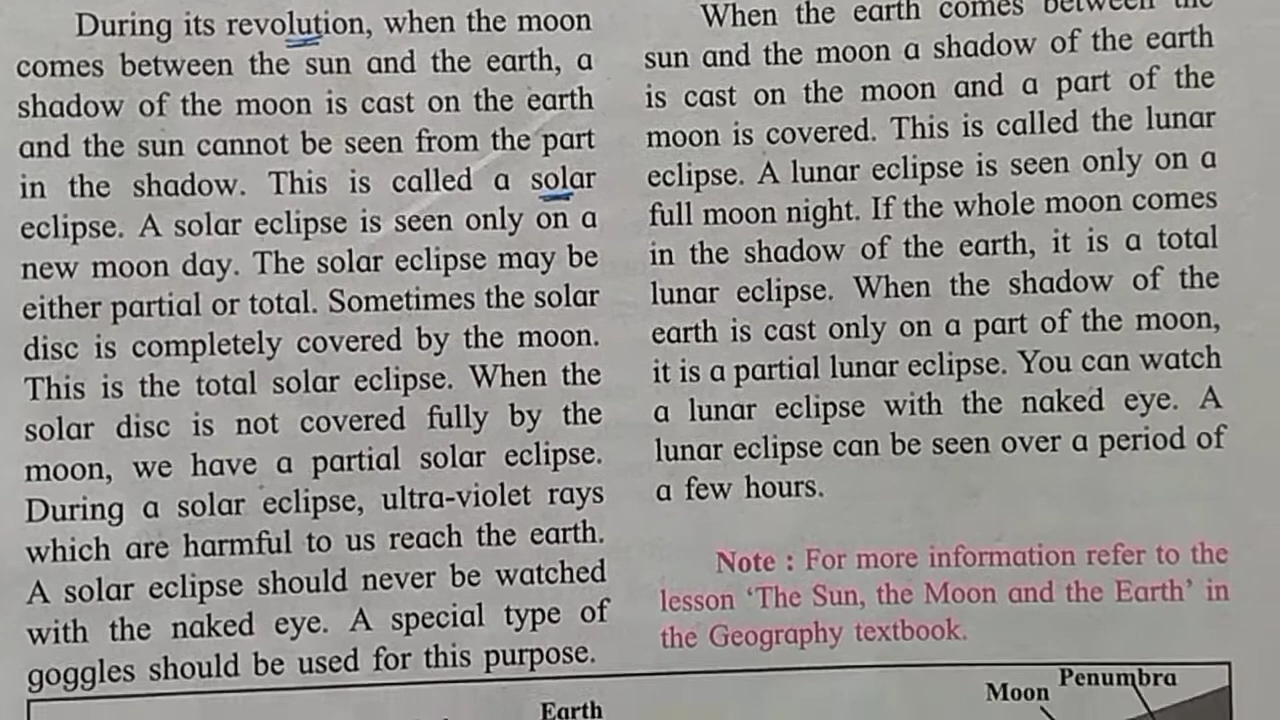 During its revolution, when the moon
comes between the sun and the earth, a
shadow of the moon is cast on the earth
and the sun cannot be seen from the part
in the shadow. This is called a solar
eclipse. A solar eclipse is seen only on a
new moon day. The solar eclipse may be
either partial or total. Sometimes the solar
disc is completely covered by the moon.
This is the total solar eclipse. When the
solar disc is not covered fully by the
moon, we have a partial solar eclipse.
During a solar eclipse, ultra-violet rays
which are harmful to us reach the earth.
A solar eclipse should never be watched
with the naked eye. A special type of
goggles should be used for this purpose.
When the earth comes between the
sun and the moon a shadow of the earth
is cast on the moon and a part of the
moon is covered. This is called the lunar
eclipse. A lunar eclipse is seen only on a
full moon night. If the whole moon comes
in the shadow of the earth, it is a total
lunar eclipse. When the shadow of the
earth is cast only on a part of the moon,
it is a partial lunar eclipse. You can watch
a lunar eclipse with the naked eye. A
lunar eclipse can be seen over a period of
a few hours.
Note : For more information refer to the
lesson ‘The Sun, the Moon and the Earth’ in
the Geography textbook.
Earth
Moon
Penumbra